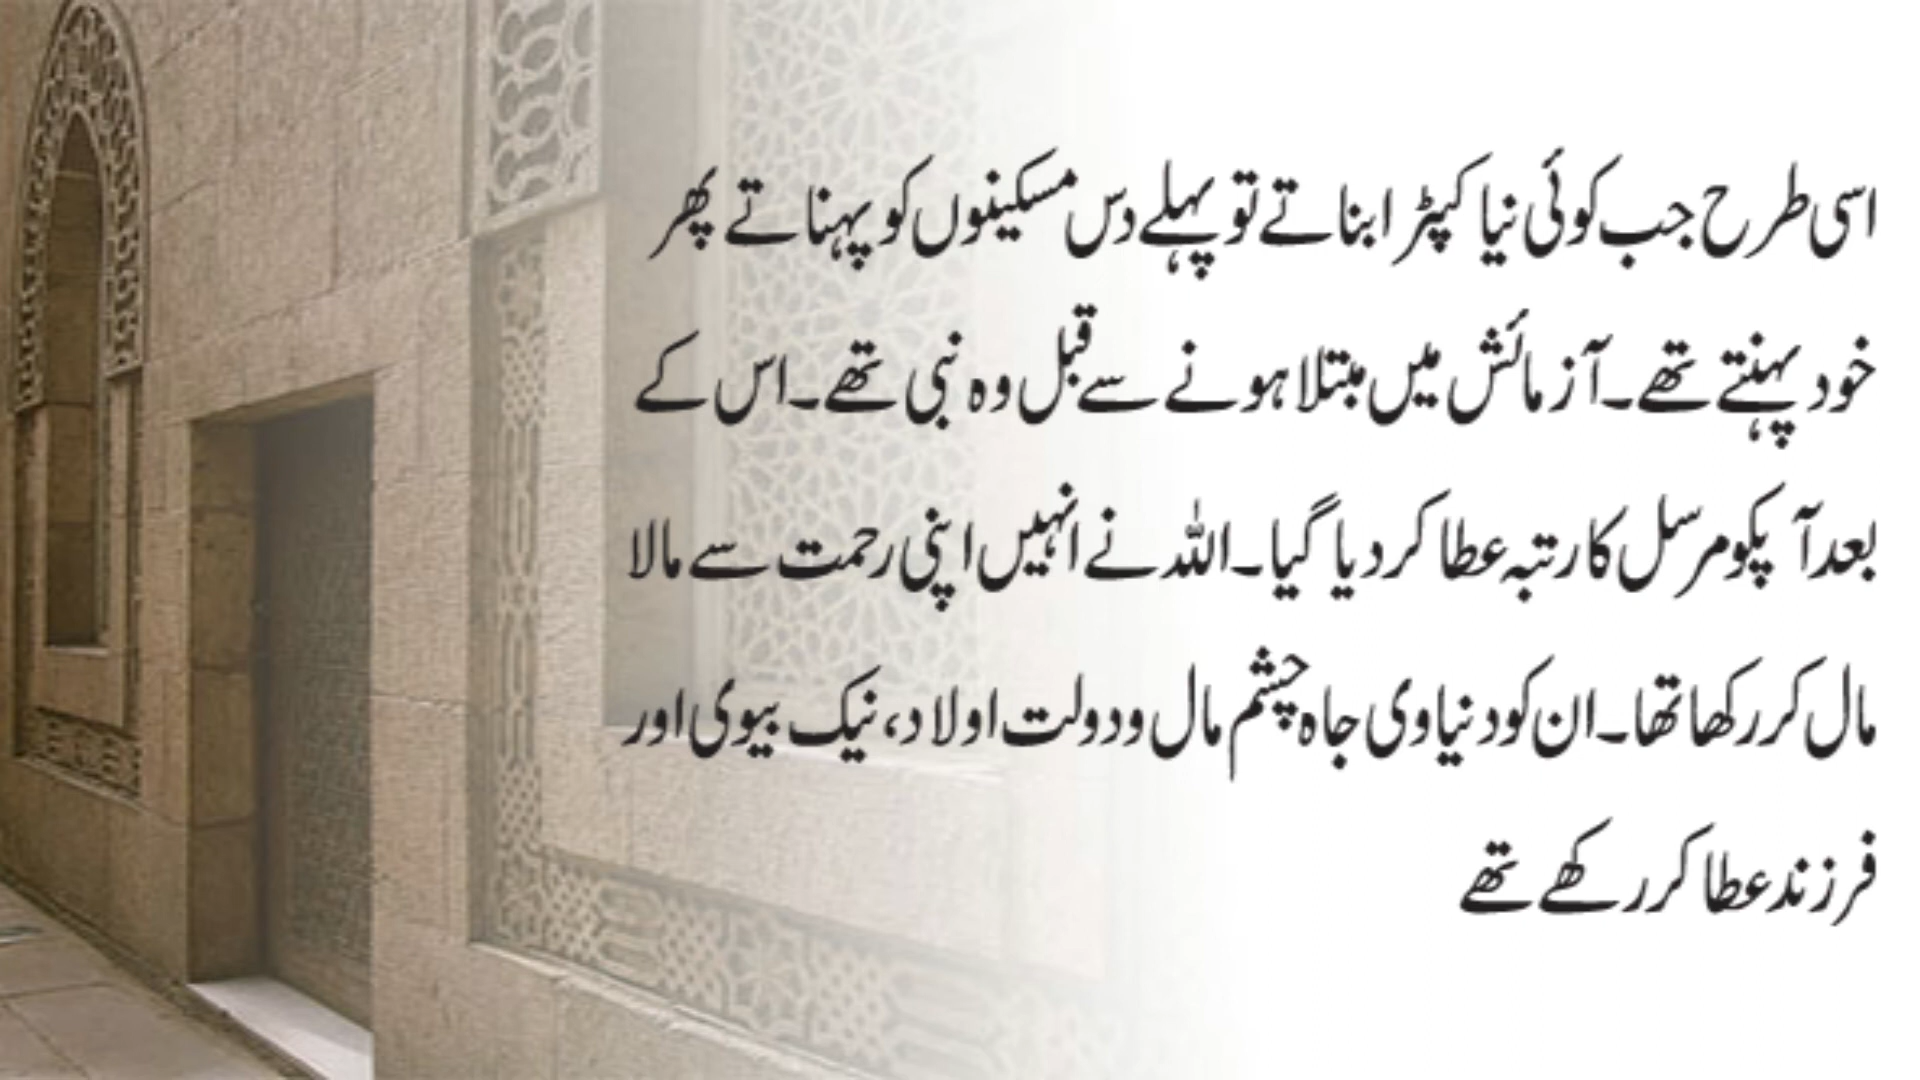 اسی طرح جب کوئی نیا کپٹر ابناتے تو پہلے دس مسکینوں کو پہناتے پھر
خود پہنتے تھے۔ آزمائش میں مبتلا ہونے سے قبل وہ نبی تھے۔ اس کے
بعد آپکو مرسل کا رتبہ عطا کر دیا گیا۔ اللہ نے انہیں اپنی رحمت سے مالا
مال کر رکھا تھا۔ ان کو دنیاوی جاہ چشم مال و دولت اولاد، نیک بیوی اور
فرزند عطا کر رکھے تھے